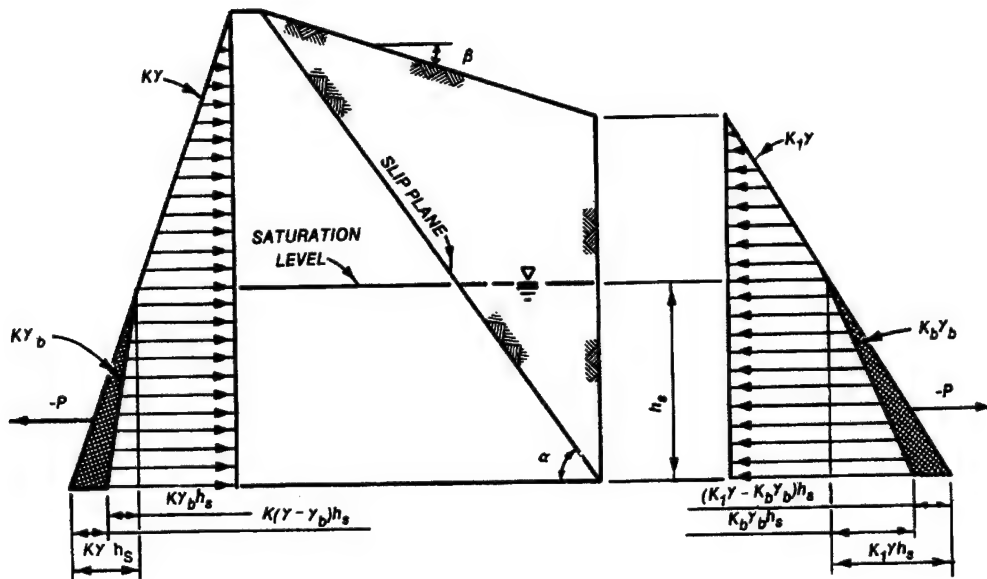 Kγ
β
K₁γ
SLIP PLANE
SATURATION
LEVEL
Kγ_b
K_bγ_b
-P
h_s
-P
α
Kγ_b h_s
K(γ - γ_b)h_s
Kγ h_S
(K₁γ - K_bγ_b)h_s
K_bγ_b h_s
K₁γh_s